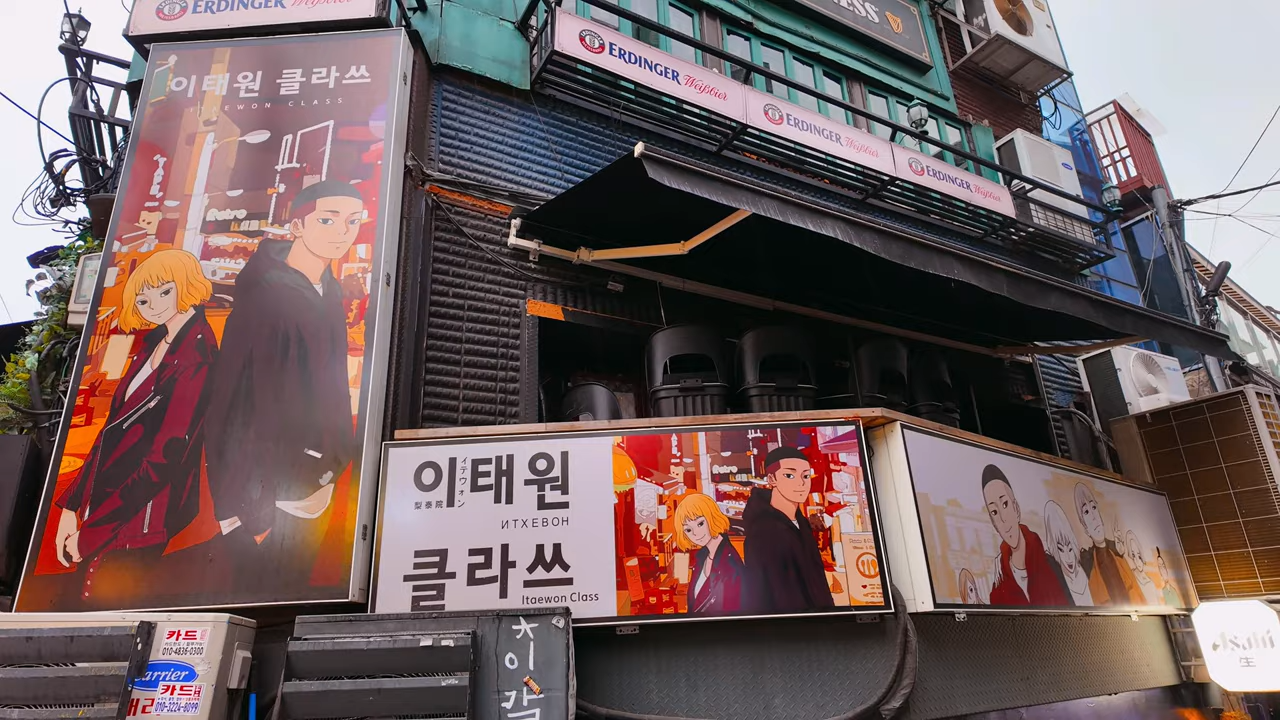 ERDINGER Weißbier
이태원 클라쓰
ITAEWON CLASS
Retro
ERDINGER Weißbier
ERDINGER Weißbier
ERDINGER Weißbier
이태원
イテウォン
梨泰院
ИТХЕВОН
클라쓰
Itaewon Class
Retro
카드
010-4836-0300
Carrier
카드
010-3224-8099
Asahi
生